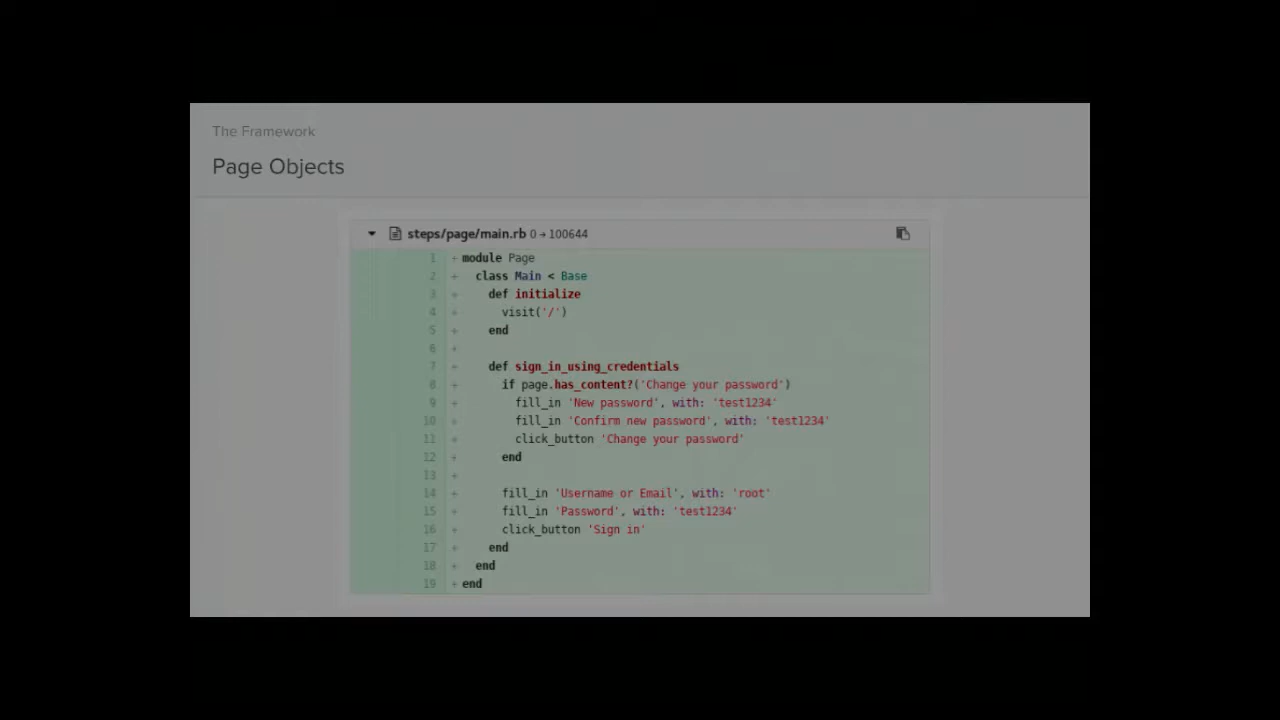 The Framework
Page Objects
steps/page/main.rb 0 → 100644
1 + module Page
2 + class Main < Base
3 + def initialize
4 + visit('/')
5 + end
6 +
7 + def sign_in_using_credentials
8 + if page.has_content?('Change your password')
9 + fill_in 'New password', with: 'test1234'
10 + fill_in 'Confirm new password', with: 'test1234'
11 + click_button 'Change your password'
12 + end
13 +
14 + fill_in 'Username or Email', with: 'root'
15 + fill_in 'Password', with: 'test1234'
16 + click_button 'Sign in'
17 + end
18 + end
19 + end